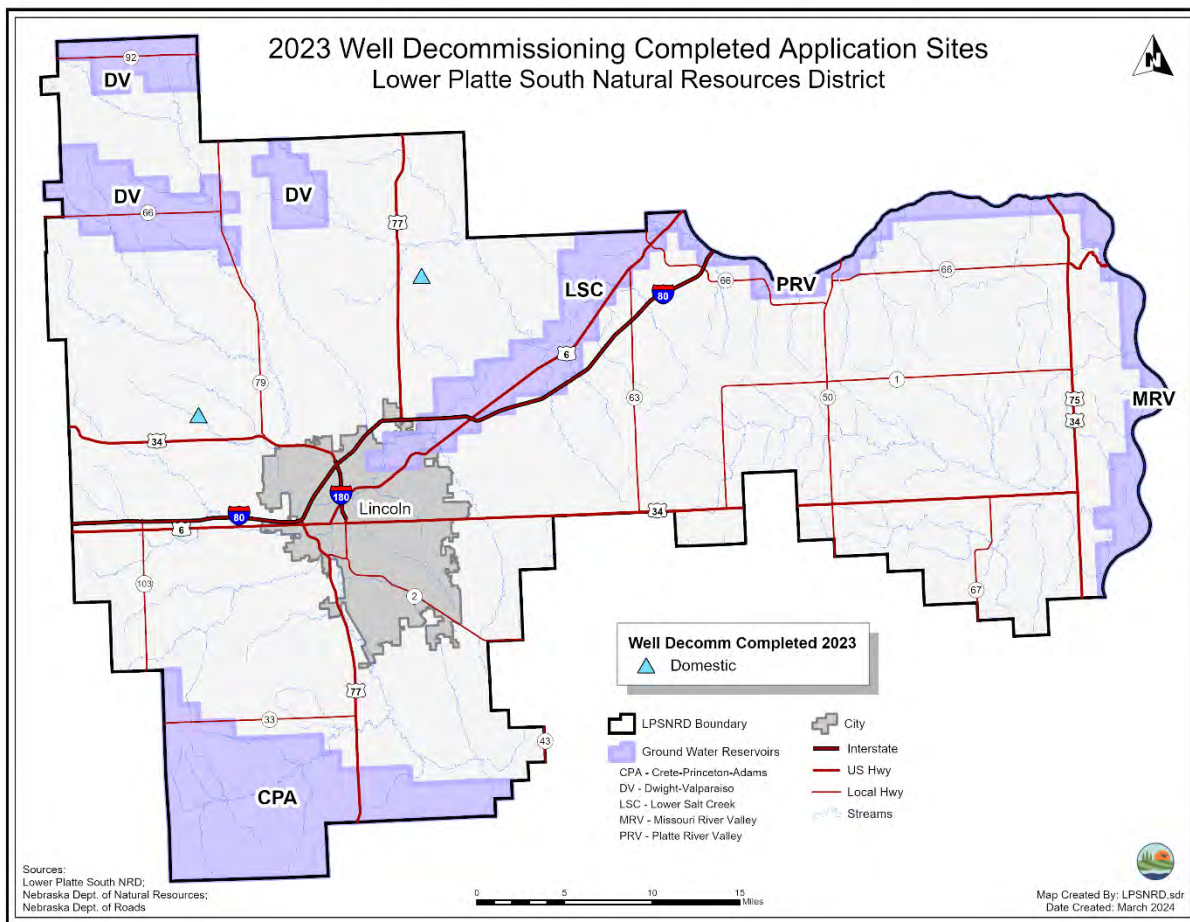 2023 Well Decommissioning Completed Application Sites
Lower Platte South Natural Resources District
N
92
DV
DV
DV
66
77
LSC
66
80
PRV
66
6
79
63
1
50
75
34
MRV
34
180
Lincoln
80
6
34
103
2
67
77
33
43
CPA
Well Decomm Completed 2023
Domestic
LPSNRD Boundary
Ground Water Reservoirs
CPA - Crete-Princeton-Adams
DV - Dwight-Valparaiso
LSC - Lower Salt Creek
MRV - Missouri River Valley
PRV - Platte River Valley
City
Interstate
US Hwy
Local Hwy
Streams
Sources:
Lower Platte South NRD;
Nebraska Dept. of Natural Resources;
Nebraska Dept. of Roads
0 5 10 15
Miles
Map Created By: LPSNRD,sdr
Date Created: March 2024